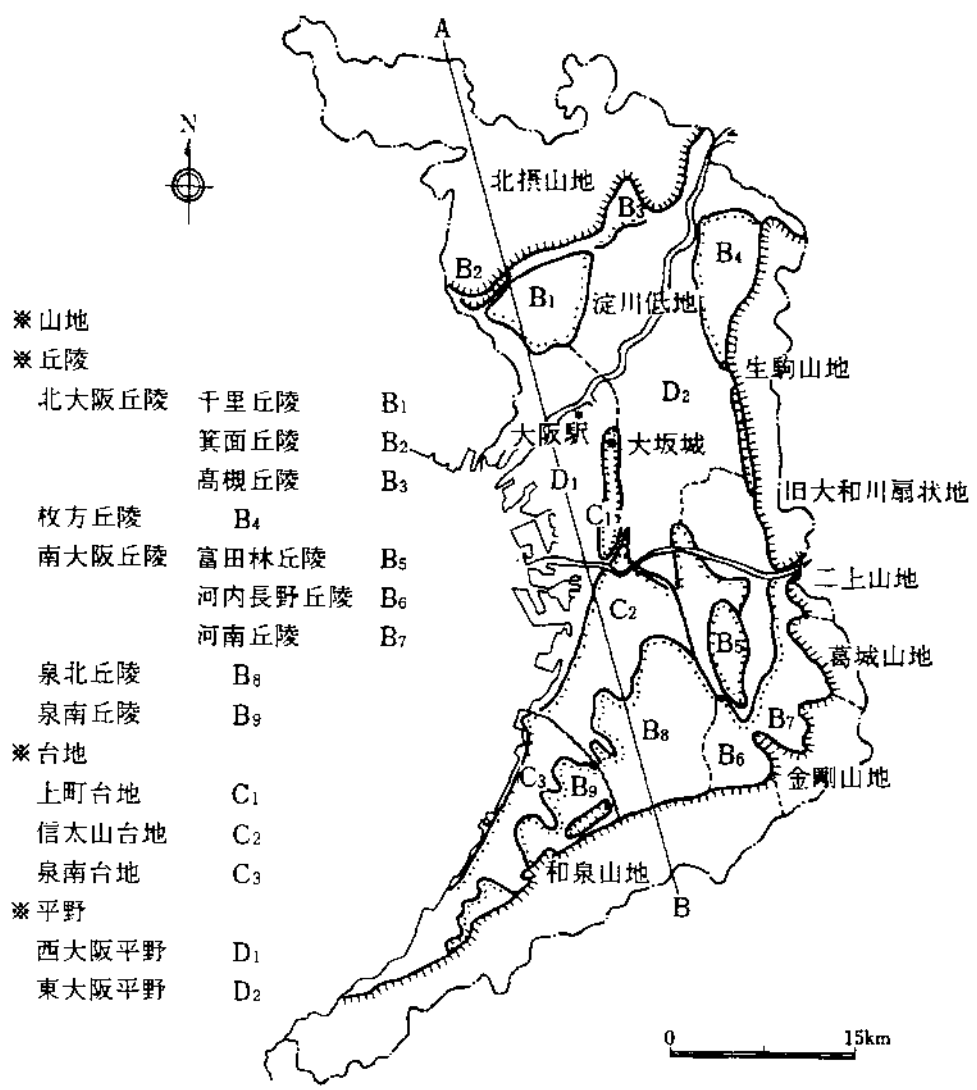 A
N
北摂山地
B3
B2
B4
B1
淀川低地
※山地
※丘陵
生駒山地
北大阪丘陵 千里丘陵 B1
D2
箕面丘陵 B2
大阪駅
大坂城
高槻丘陵 B3
D1
旧大和川扇状地
枚方丘陵 B4
C1
南大阪丘陵 富田林丘陵 B5
二上山地
河内長野丘陵 B6
C2
河南丘陵 B7
B5
葛城山地
泉北丘陵 B8
泉南丘陵 B9
B8
B7
※台地
B6
上町台地 C1
C3
B9
金剛山地
信太山台地 C2
泉南台地 C3
和泉山地
※平野
B
西大阪平野 D1
東大阪平野 D2
0 15km